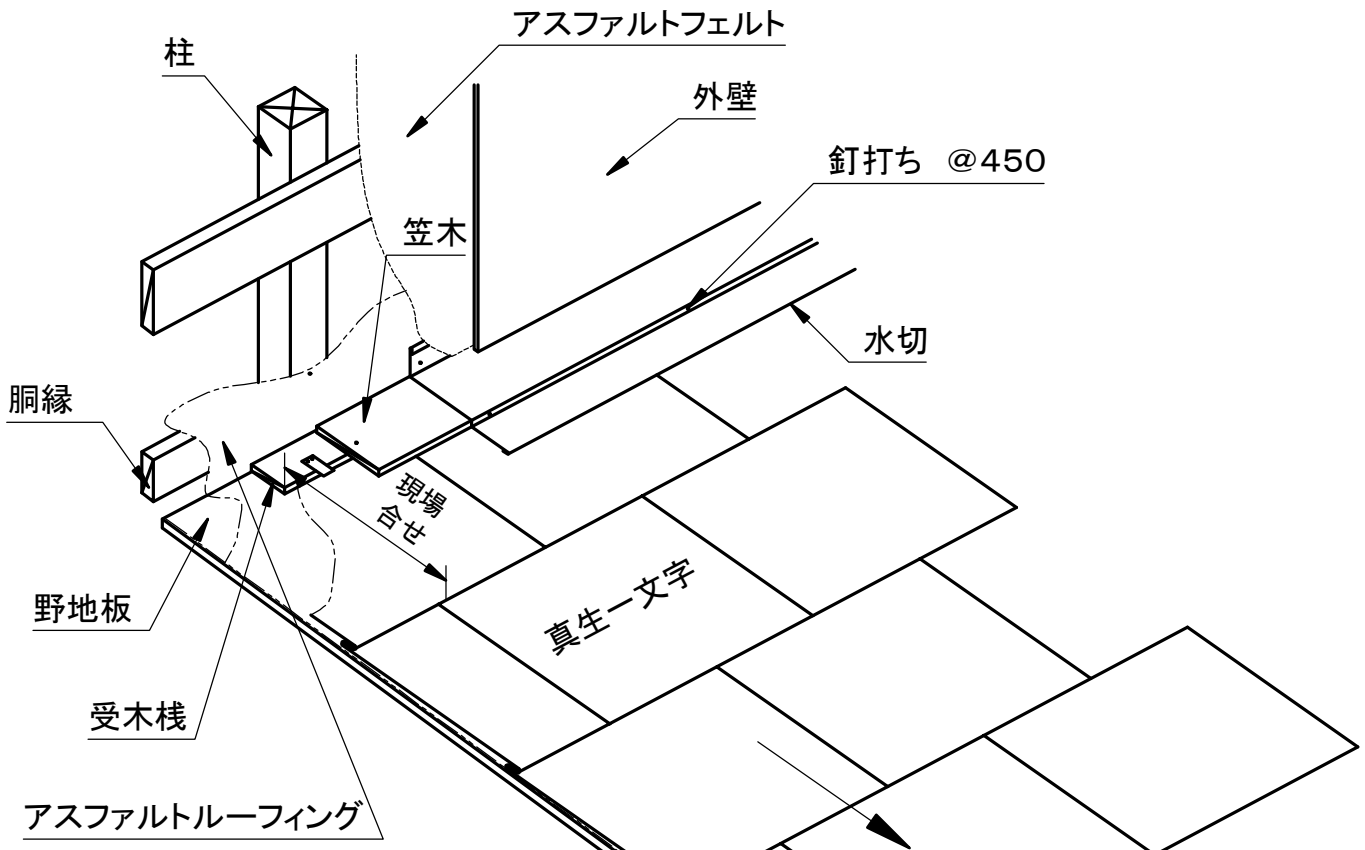 アスファルトフェルト
柱
外壁
釘打ち ＠450
笠木
水切
胴縁
現場
合せ
真生一文字
野地板
受木桟
アスファルトルーフィング